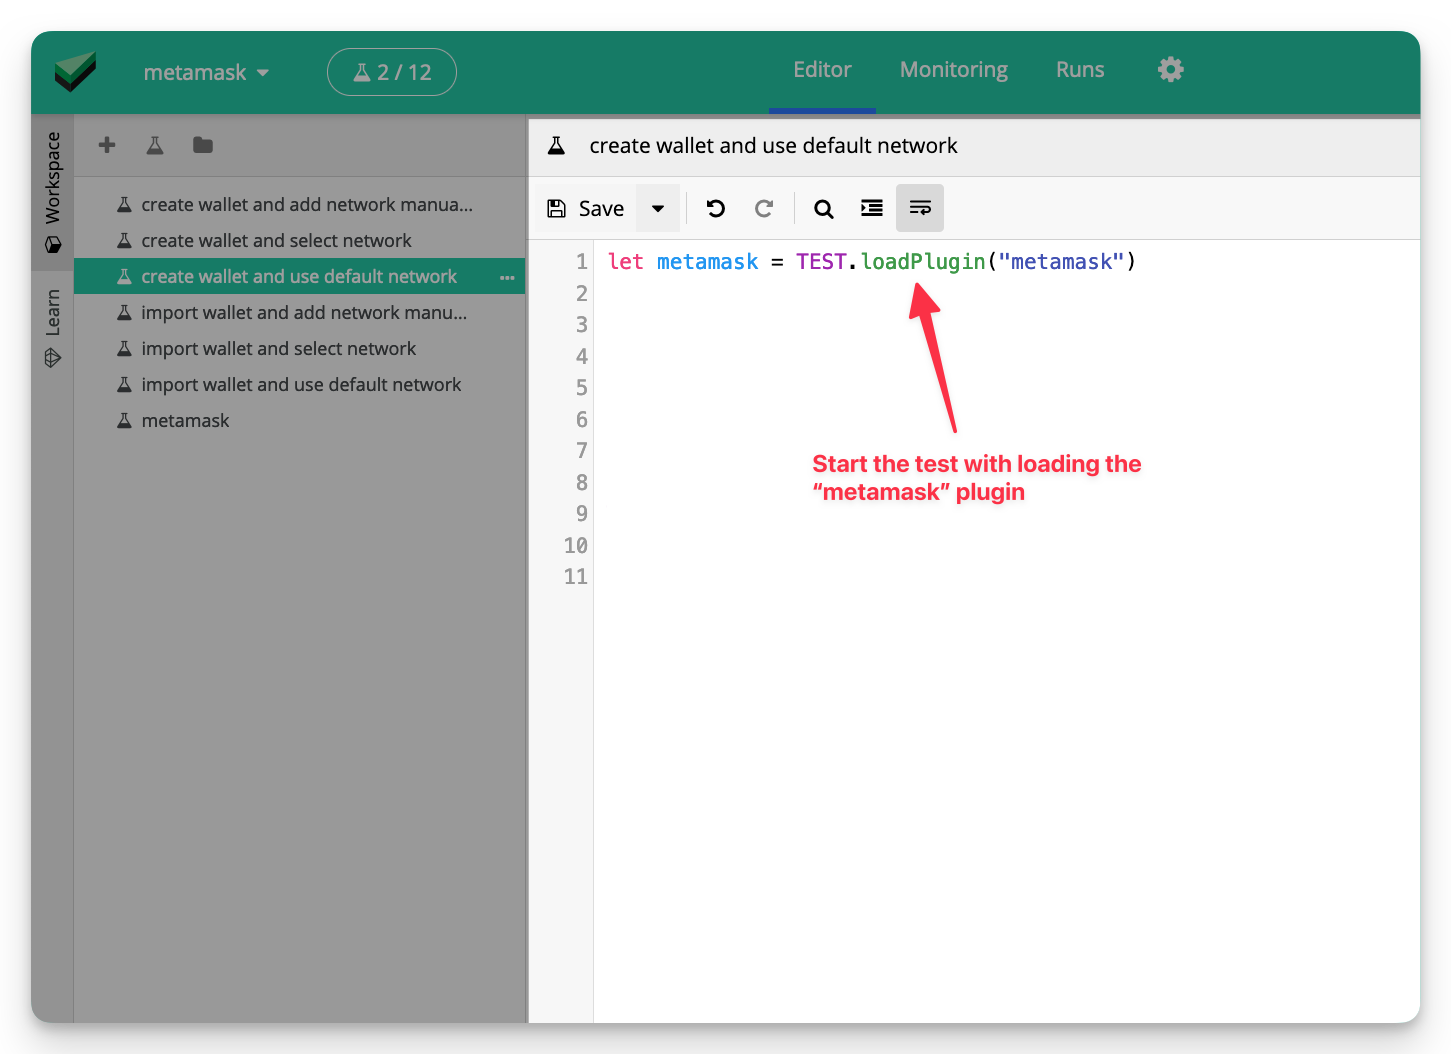 metamask
2 / 12
Editor
Monitoring
Runs
Workspace
Learn
create wallet and add network manua...
create wallet and select network
create wallet and use default network
import wallet and add network manu...
import wallet and select network
import wallet and use default network
metamask
create wallet and use default network
Save
1 let metamask = TEST.loadPlugin("metamask")
2
3
4
5
6
7
8
9
10
11
Start the test with loading the
“metamask” plugin